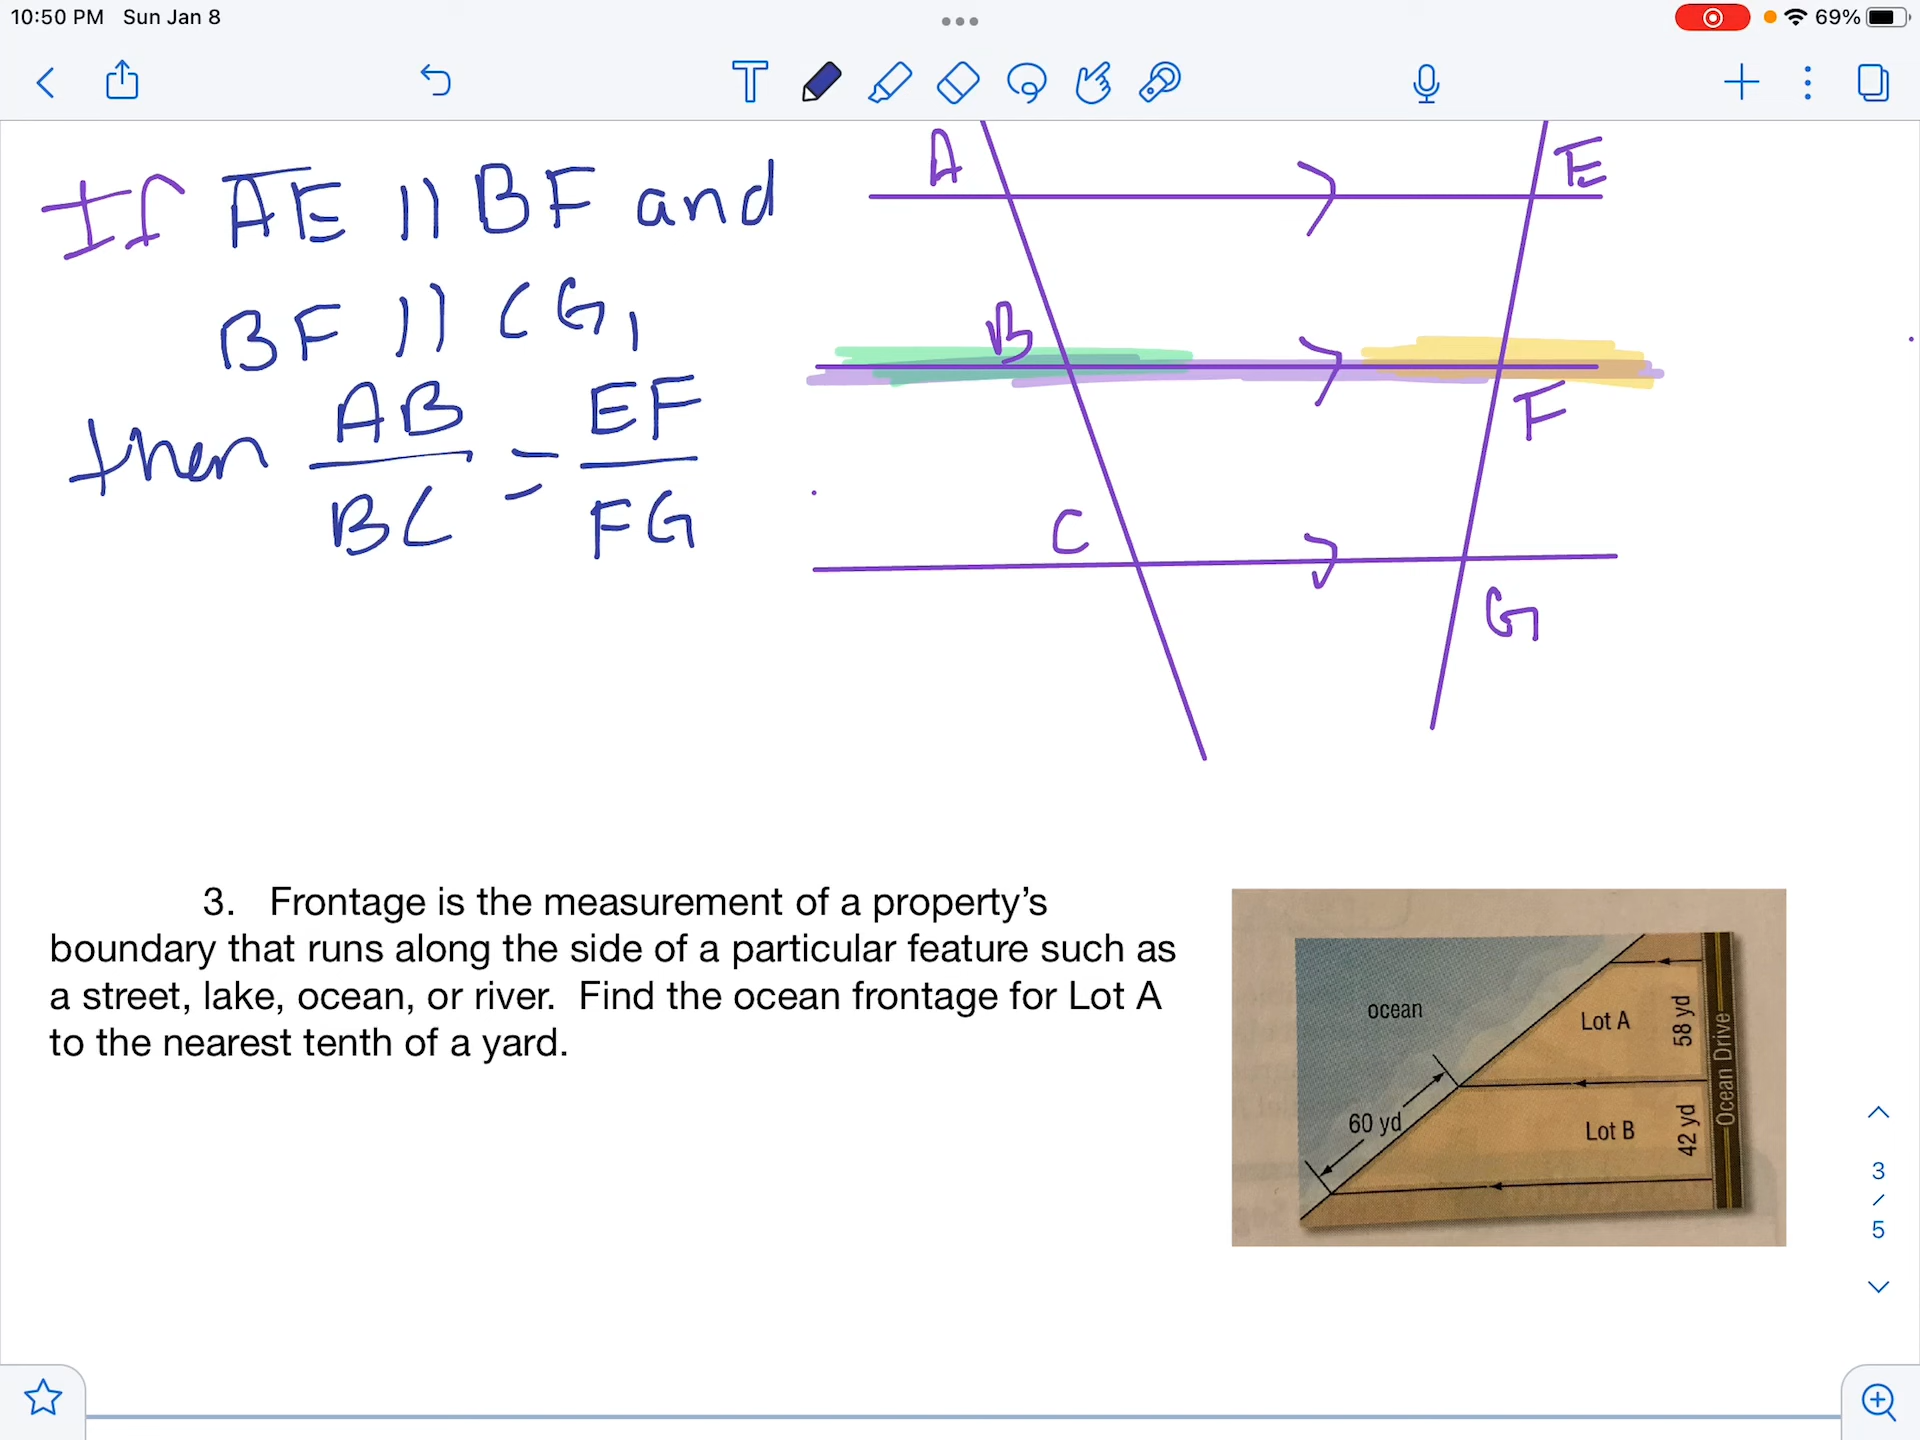 10:50 PM Sun Jan 8
69%
T
If AE || BF and
BF || CG,
then AB/BC = EF/FG
A
E
B
F
C
G
3. Frontage is the measurement of a property’s
boundary that runs along the side of a particular feature such as
a street, lake, ocean, or river. Find the ocean frontage for Lot A
to the nearest tenth of a yard.
ocean
Lot A
58 yd
60 yd
Lot B
42 yd
Ocean Drive
3
/
5